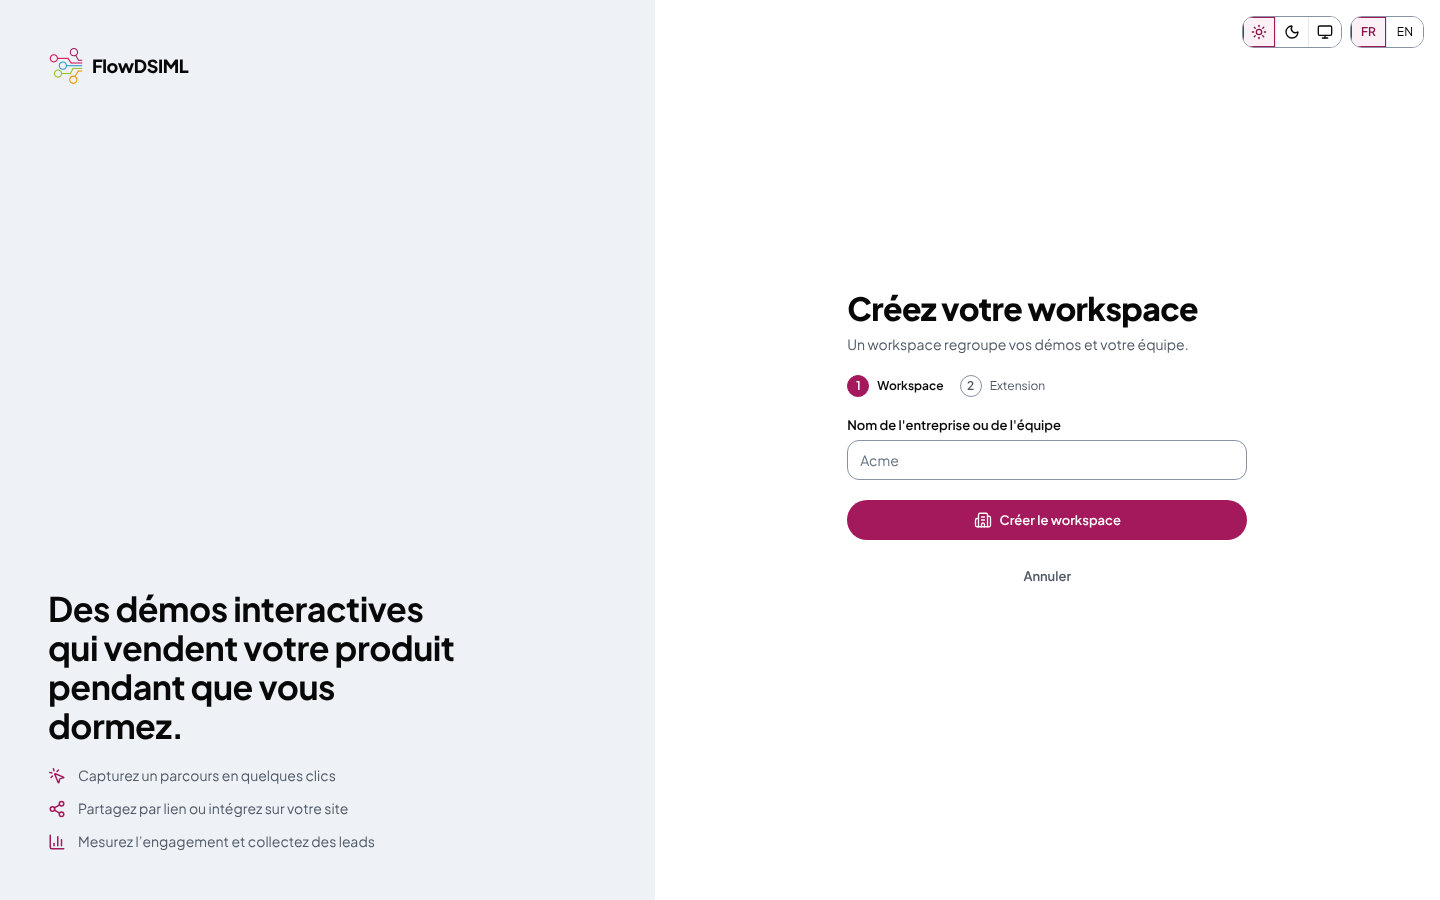 FlowDSIML
FR
EN
Des démos interactives
qui vendent votre produit
pendant que vous
dormez.
Capturez un parcours en quelques clics
Partagez par lien ou intégrez sur votre site
Mesurez l'engagement et collectez des leads
Créez votre workspace
Un workspace regroupe vos démos et votre équipe.
1 Workspace 2 Extension
Nom de l'entreprise ou de l'équipe
Acme
Créer le workspace
Annuler